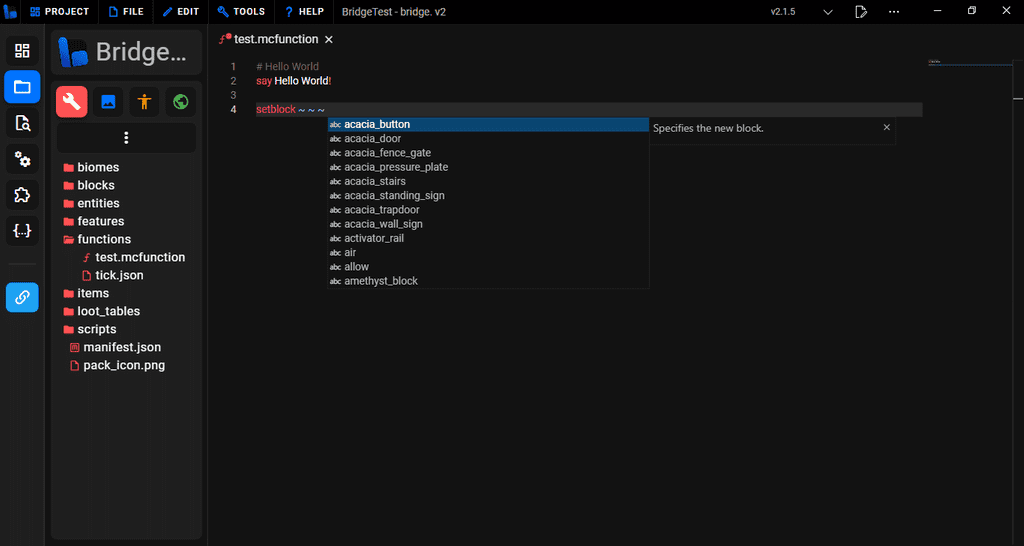 PROJECT FILE EDIT TOOLS HELP BridgeTest - bridge. v2 v2.1.5
Bridge...
test.mcfunction
1 # Hello World
2 say Hello World!
3
4 setblock ~ ~ ~
abc acacia_button
Specifies the new block.
abc acacia_door
abc acacia_fence_gate
abc acacia_pressure_plate
abc acacia_stairs
abc acacia_standing_sign
abc acacia_trapdoor
abc acacia_wall_sign
abc activator_rail
abc air
abc allow
abc amethyst_block
biomes
blocks
entities
features
functions
test.mcfunction
tick.json
items
loot_tables
scripts
manifest.json
pack_icon.png